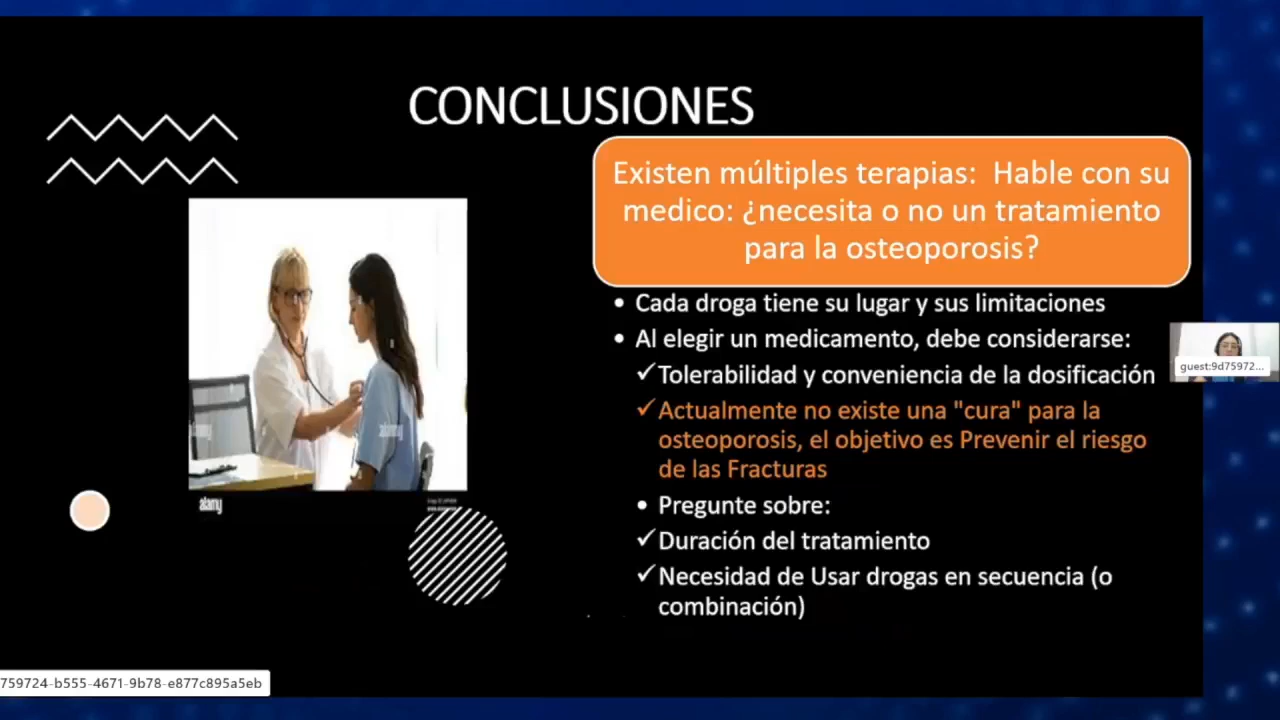 CONCLUSIONES
Existen múltiples terapias: Hable con su
medico: ¿necesita o no un tratamiento
para la osteoporosis?
• Cada droga tiene su lugar y sus limitaciones
• Al elegir un medicamento, debe considerarse:
✓Tolerabilidad y conveniencia de la dosificación
✓Actualmente no existe una "cura" para la
osteoporosis, el objetivo es Prevenir el riesgo
de las Fracturas
• Pregunte sobre:
✓Duración del tratamiento
✓Necesidad de Usar drogas en secuencia (o
combinación)
alamy
alamy
alamy
guest:9d75972...
759724-b555-4671-9b78-e877c895a5eb